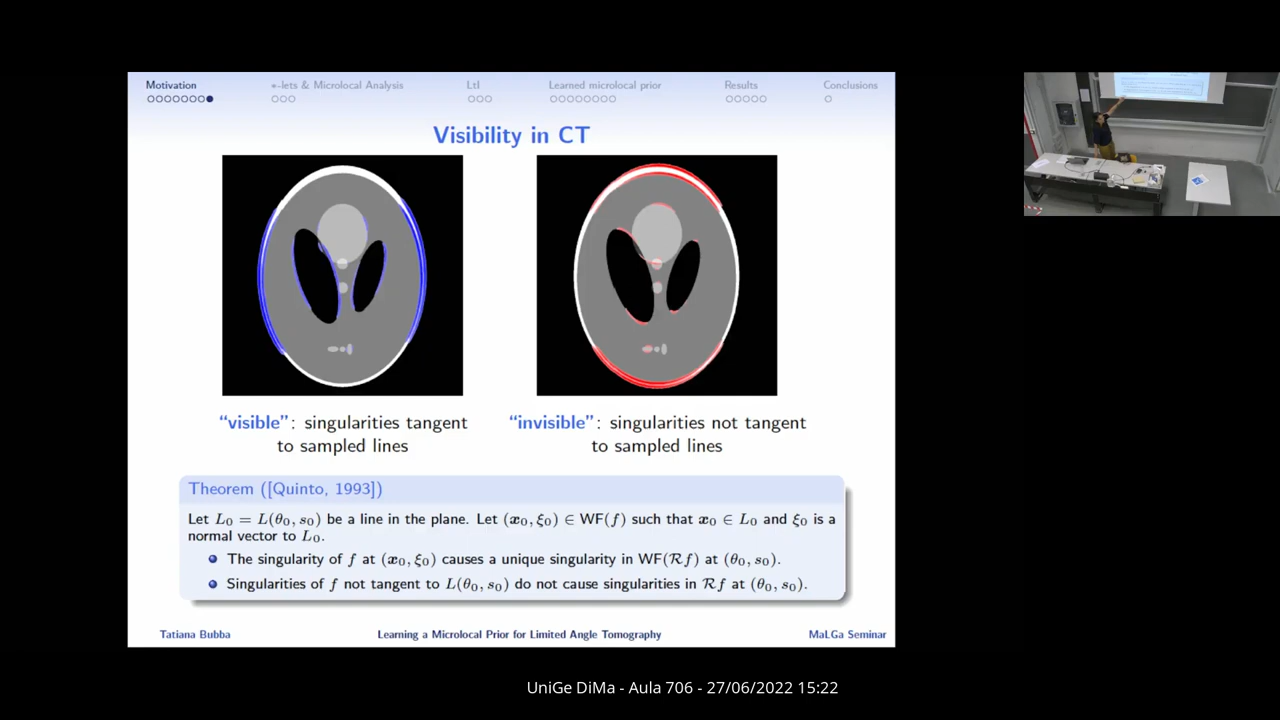 Motivation
∗-lets & Microlocal Analysis
LtI
Learned microlocal prior
Results
Conclusions
Visibility in CT
“visible”: singularities tangent
to sampled lines
“invisible”: singularities not tangent
to sampled lines
Theorem ([Quinto, 1993])
Let L₀ = L(θ₀, s₀) be a line in the plane. Let (x₀, ξ₀) ∈ WF(f) such that x₀ ∈ L₀ and ξ₀ is a
normal vector to L₀.
The singularity of f at (x₀, ξ₀) causes a unique singularity in WF(ℛf) at (θ₀, s₀).
Singularities of f not tangent to L(θ₀, s₀) do not cause singularities in ℛf at (θ₀, s₀).
Tatiana Bubba
Learning a Microlocal Prior for Limited Angle Tomography
MaLGa Seminar
UniGe DiMa - Aula 706 - 27/06/2022 15:22